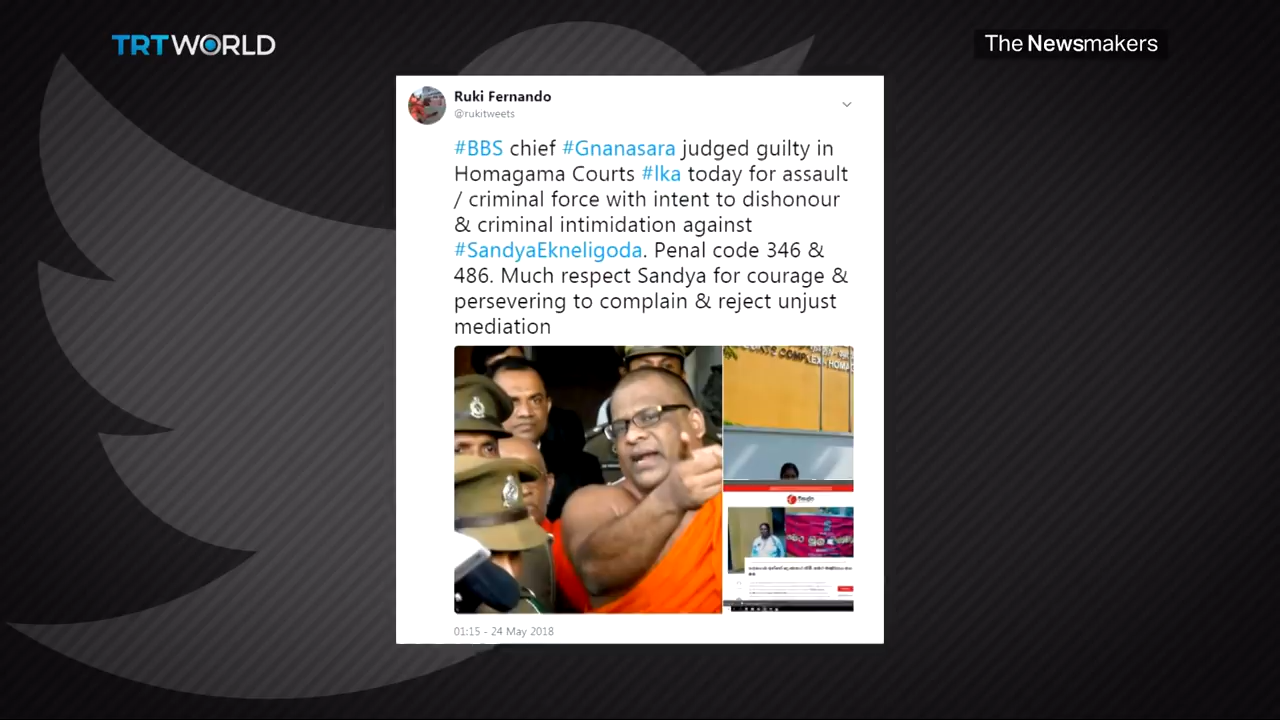 TRT WORLD
The Newsmakers
Ruki Fernando
@rukitweets
#BBS chief #Gnanasara judged guilty in
Homagama Courts #lka today for assault
/ criminal force with intent to dishonour
& criminal intimidation against
#SandyaEkneligoda. Penal code 346 &
486. Much respect Sandya for courage &
persevering to complain & reject unjust
mediation
COMPLEX HOMAG
01:15 - 24 May 2018